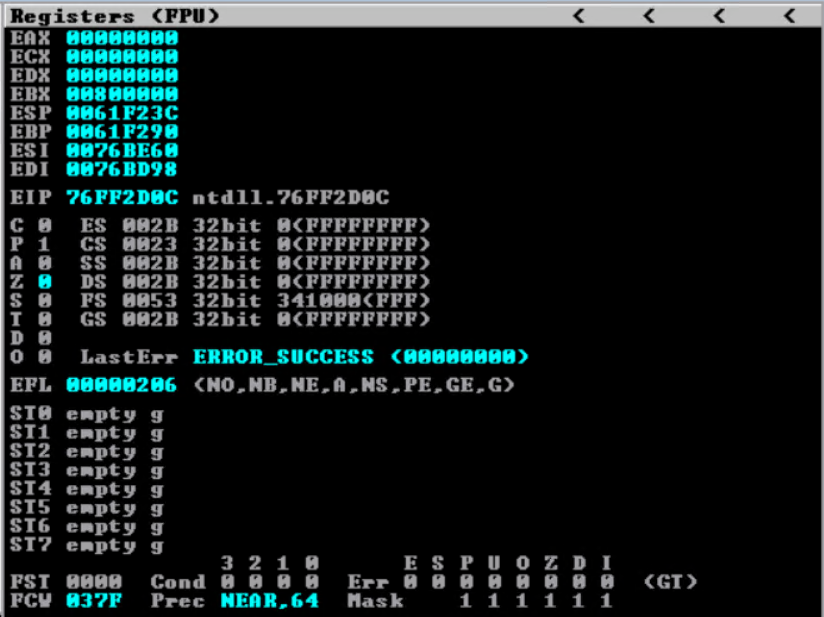 Registers (FPU) < < < <
EAX 00000000
ECX 00000000
EDX 00000000
EBX 00800000
ESP 0061F23C
EBP 0061F290
ESI 0076BE60
EDI 0076BD98
EIP 76FF2D0C ntdll.76FF2D0C
C 0 ES 002B 32bit 0(FFFFFFFF)
P 1 CS 0023 32bit 0(FFFFFFFF)
A 0 SS 002B 32bit 0(FFFFFFFF)
Z 0 DS 002B 32bit 0(FFFFFFFF)
S 0 FS 0053 32bit 341000(FFF)
T 0 GS 002B 32bit 0(FFFFFFFF)
D 0
O 0 LastErr ERROR_SUCCESS (00000000)
EFL 00000206 (NO,NB,NE,A,NS,PE,GE,G)
ST0 empty g
ST1 empty g
ST2 empty g
ST3 empty g
ST4 empty g
ST5 empty g
ST6 empty g
ST7 empty g
3 2 1 0 E S P U O Z D I
FST 0000 Cond 0 0 0 0 Err 0 0 0 0 0 0 0 0 (GT)
FCW 037F Prec NEAR,64 Mask 1 1 1 1 1 1